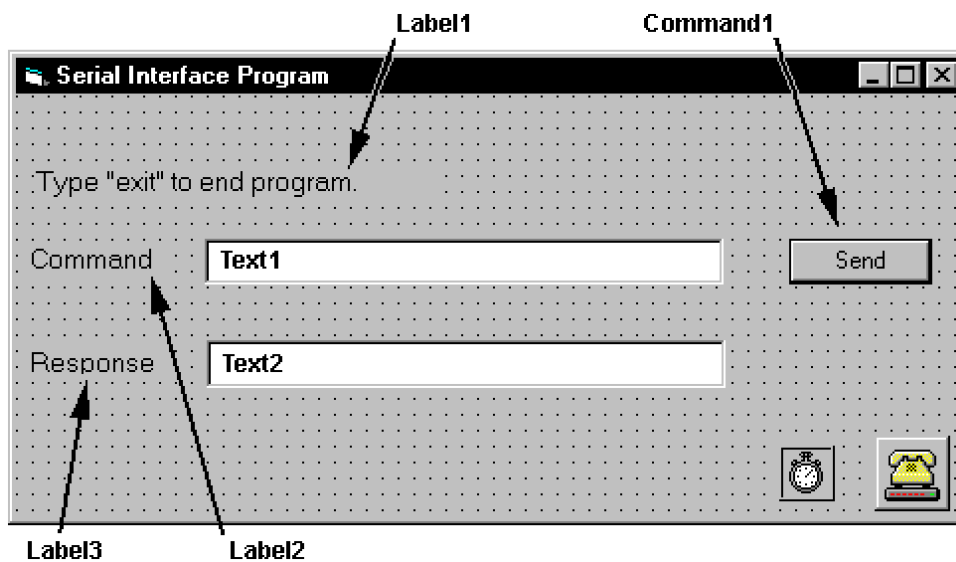 Label1 Command1
Serial Interface Program
Type "exit" to end program.
Command Text1 Send
Response Text2
Label3 Label2